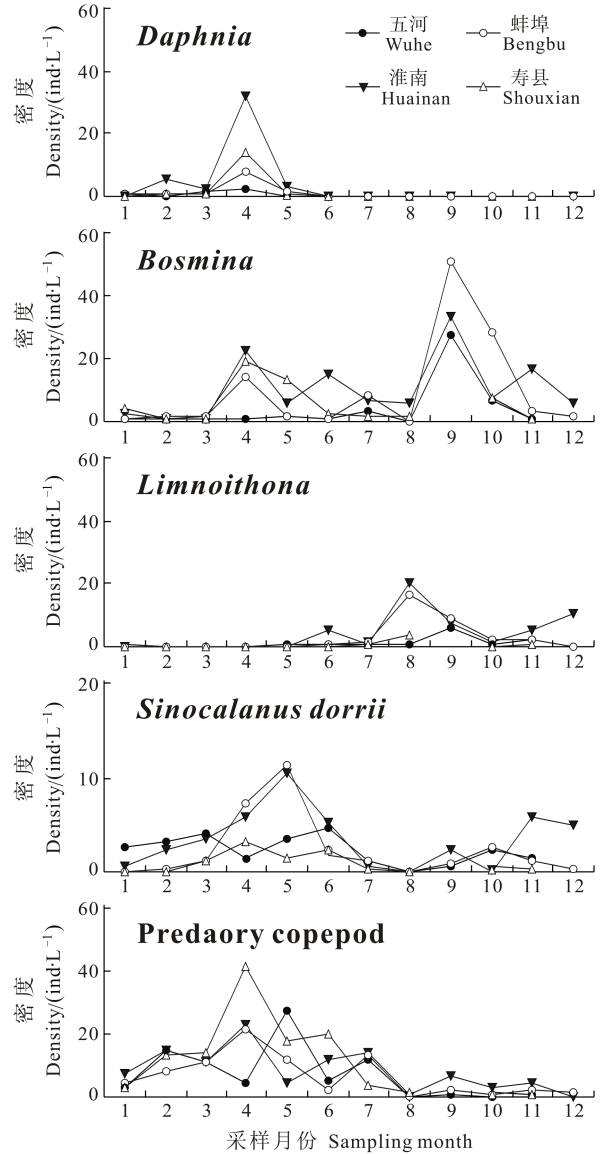 60
40
20
0
密度
Density/(ind·L⁻¹)
Daphnia
五河
Wuhe
蚌埠
Bengbu
淮南
Huainan
寿县
Shouxian
1 2 3 4 5 6 7 8 9 10 11 12
60
40
20
0
密度
Density/(ind·L⁻¹)
Bosmina
1 2 3 4 5 6 7 8 9 10 11 12
60
40
20
0
密度
Density/(ind·L⁻¹)
Limnoithona
1 2 3 4 5 6 7 8 9 10 11 12
20
10
0
密度
Density/(ind·L⁻¹)
Sinocalanus dorrii
1 2 3 4 5 6 7 8 9 10 11 12
60
40
20
0
密度
Density/(ind·L⁻¹)
Predaory copepod
1 2 3 4 5 6 7 8 9 10 11 12
采样月份 Sampling month